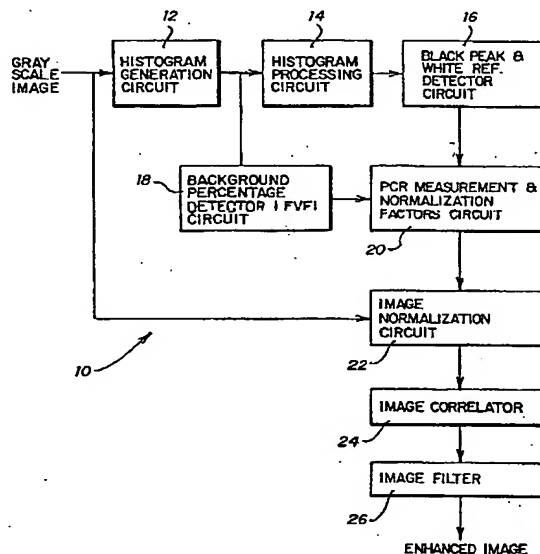 12
14
16
GRAY
SCALE
IMAGE
HISTOGRAM
GENERATION
CIRCUIT
HISTOGRAM
PROCESSING
CIRCUIT
BLACK PEAK &
WHITE REF.
DETECTOR
CIRCUIT
18
BACKGROUND
PERCENTAGE
DETECTOR
CIRCUIT
PCR MEASUREMENT &
NORMALIZATION
FACTORS CIRCUIT
20
IMAGE
NORMALIZATION
CIRCUIT
22
10
IMAGE CORRELATOR
24
IMAGE FILTER
26
ENHANCED IMAGE